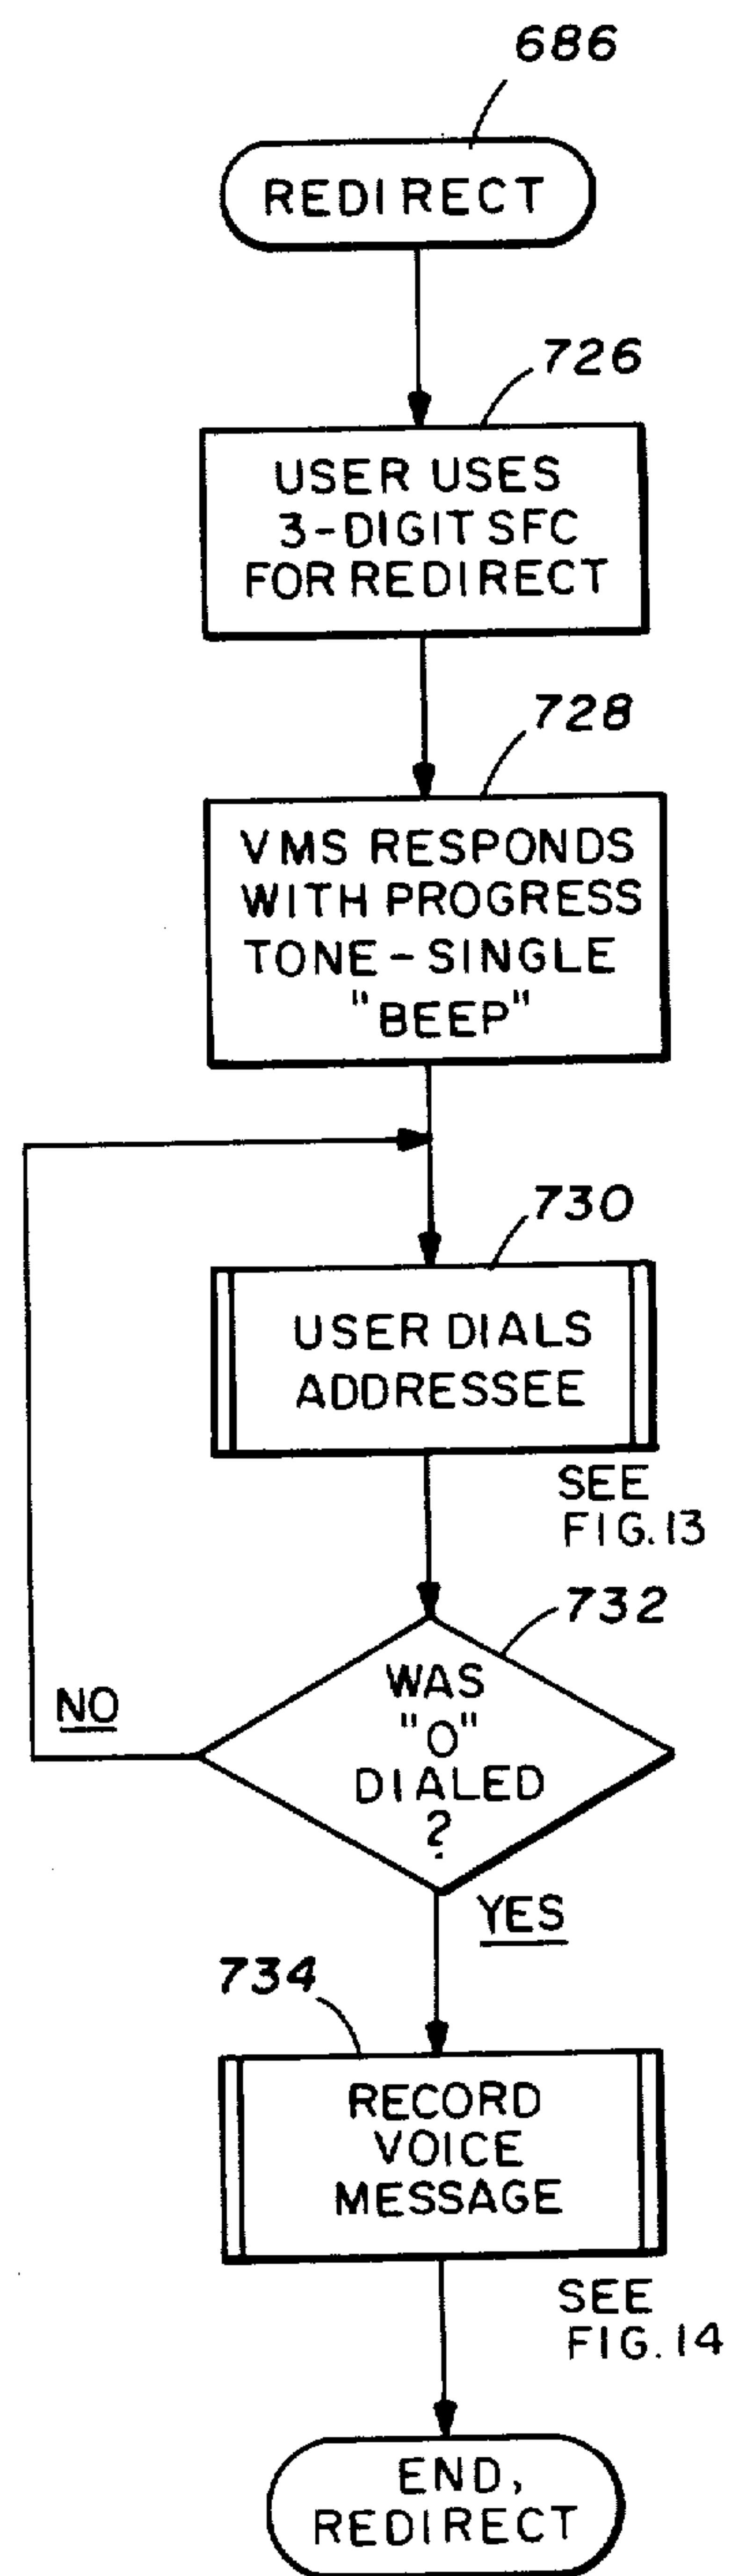 686
REDIRECT
726
USER USES
3-DIGIT SFC
FOR REDIRECT
728
VMS RESPONDS
WITH PROGRESS
TONE-SINGLE
"BEEP"
730
USER DIALS
ADDRESSEE
SEE
FIG.13
732
WAS
"0"
DIALED
?
NO
YES
734
RECORD
VOICE
MESSAGE
SEE
FIG.14
END,
REDIRECT